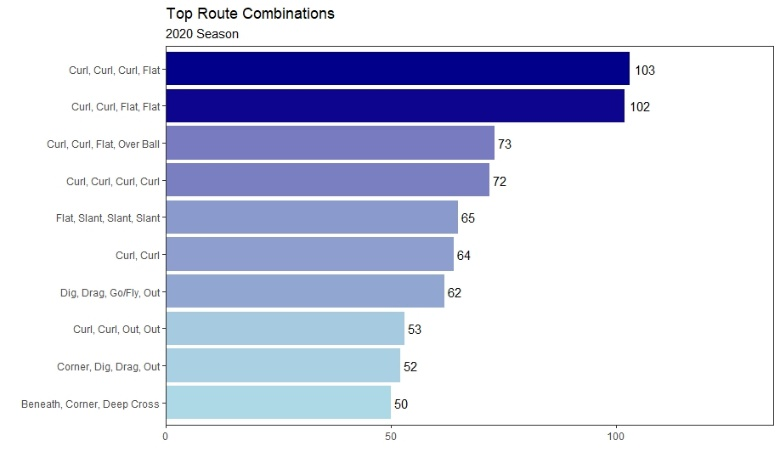 Top Route Combinations
2020 Season
Curl, Curl, Curl, Flat 103
Curl, Curl, Flat, Flat 102
Curl, Curl, Flat, Over Ball 73
Curl, Curl, Curl, Curl 72
Flat, Slant, Slant, Slant 65
Curl, Curl 64
Dig, Drag, Go/Fly, Out 62
Curl, Curl, Out, Out 53
Corner, Dig, Drag, Out 52
Beneath, Corner, Deep Cross 50
0 50 100